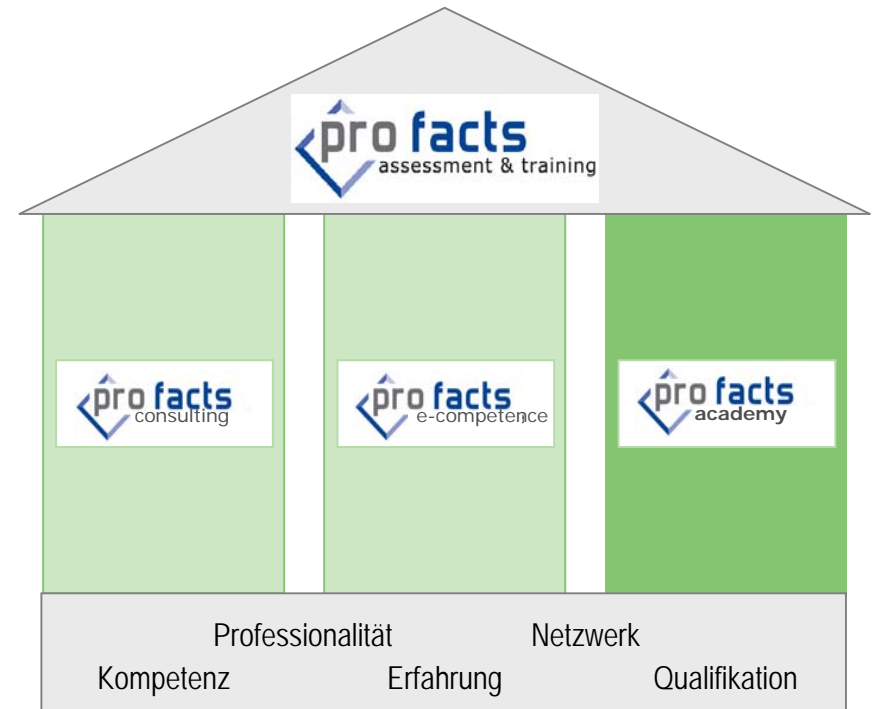 pro facts
assessment & training
pro facts
consulting
pro facts
e-competence
pro facts
academy
Professionalität Netzwerk
Kompetenz Erfahrung Qualifikation